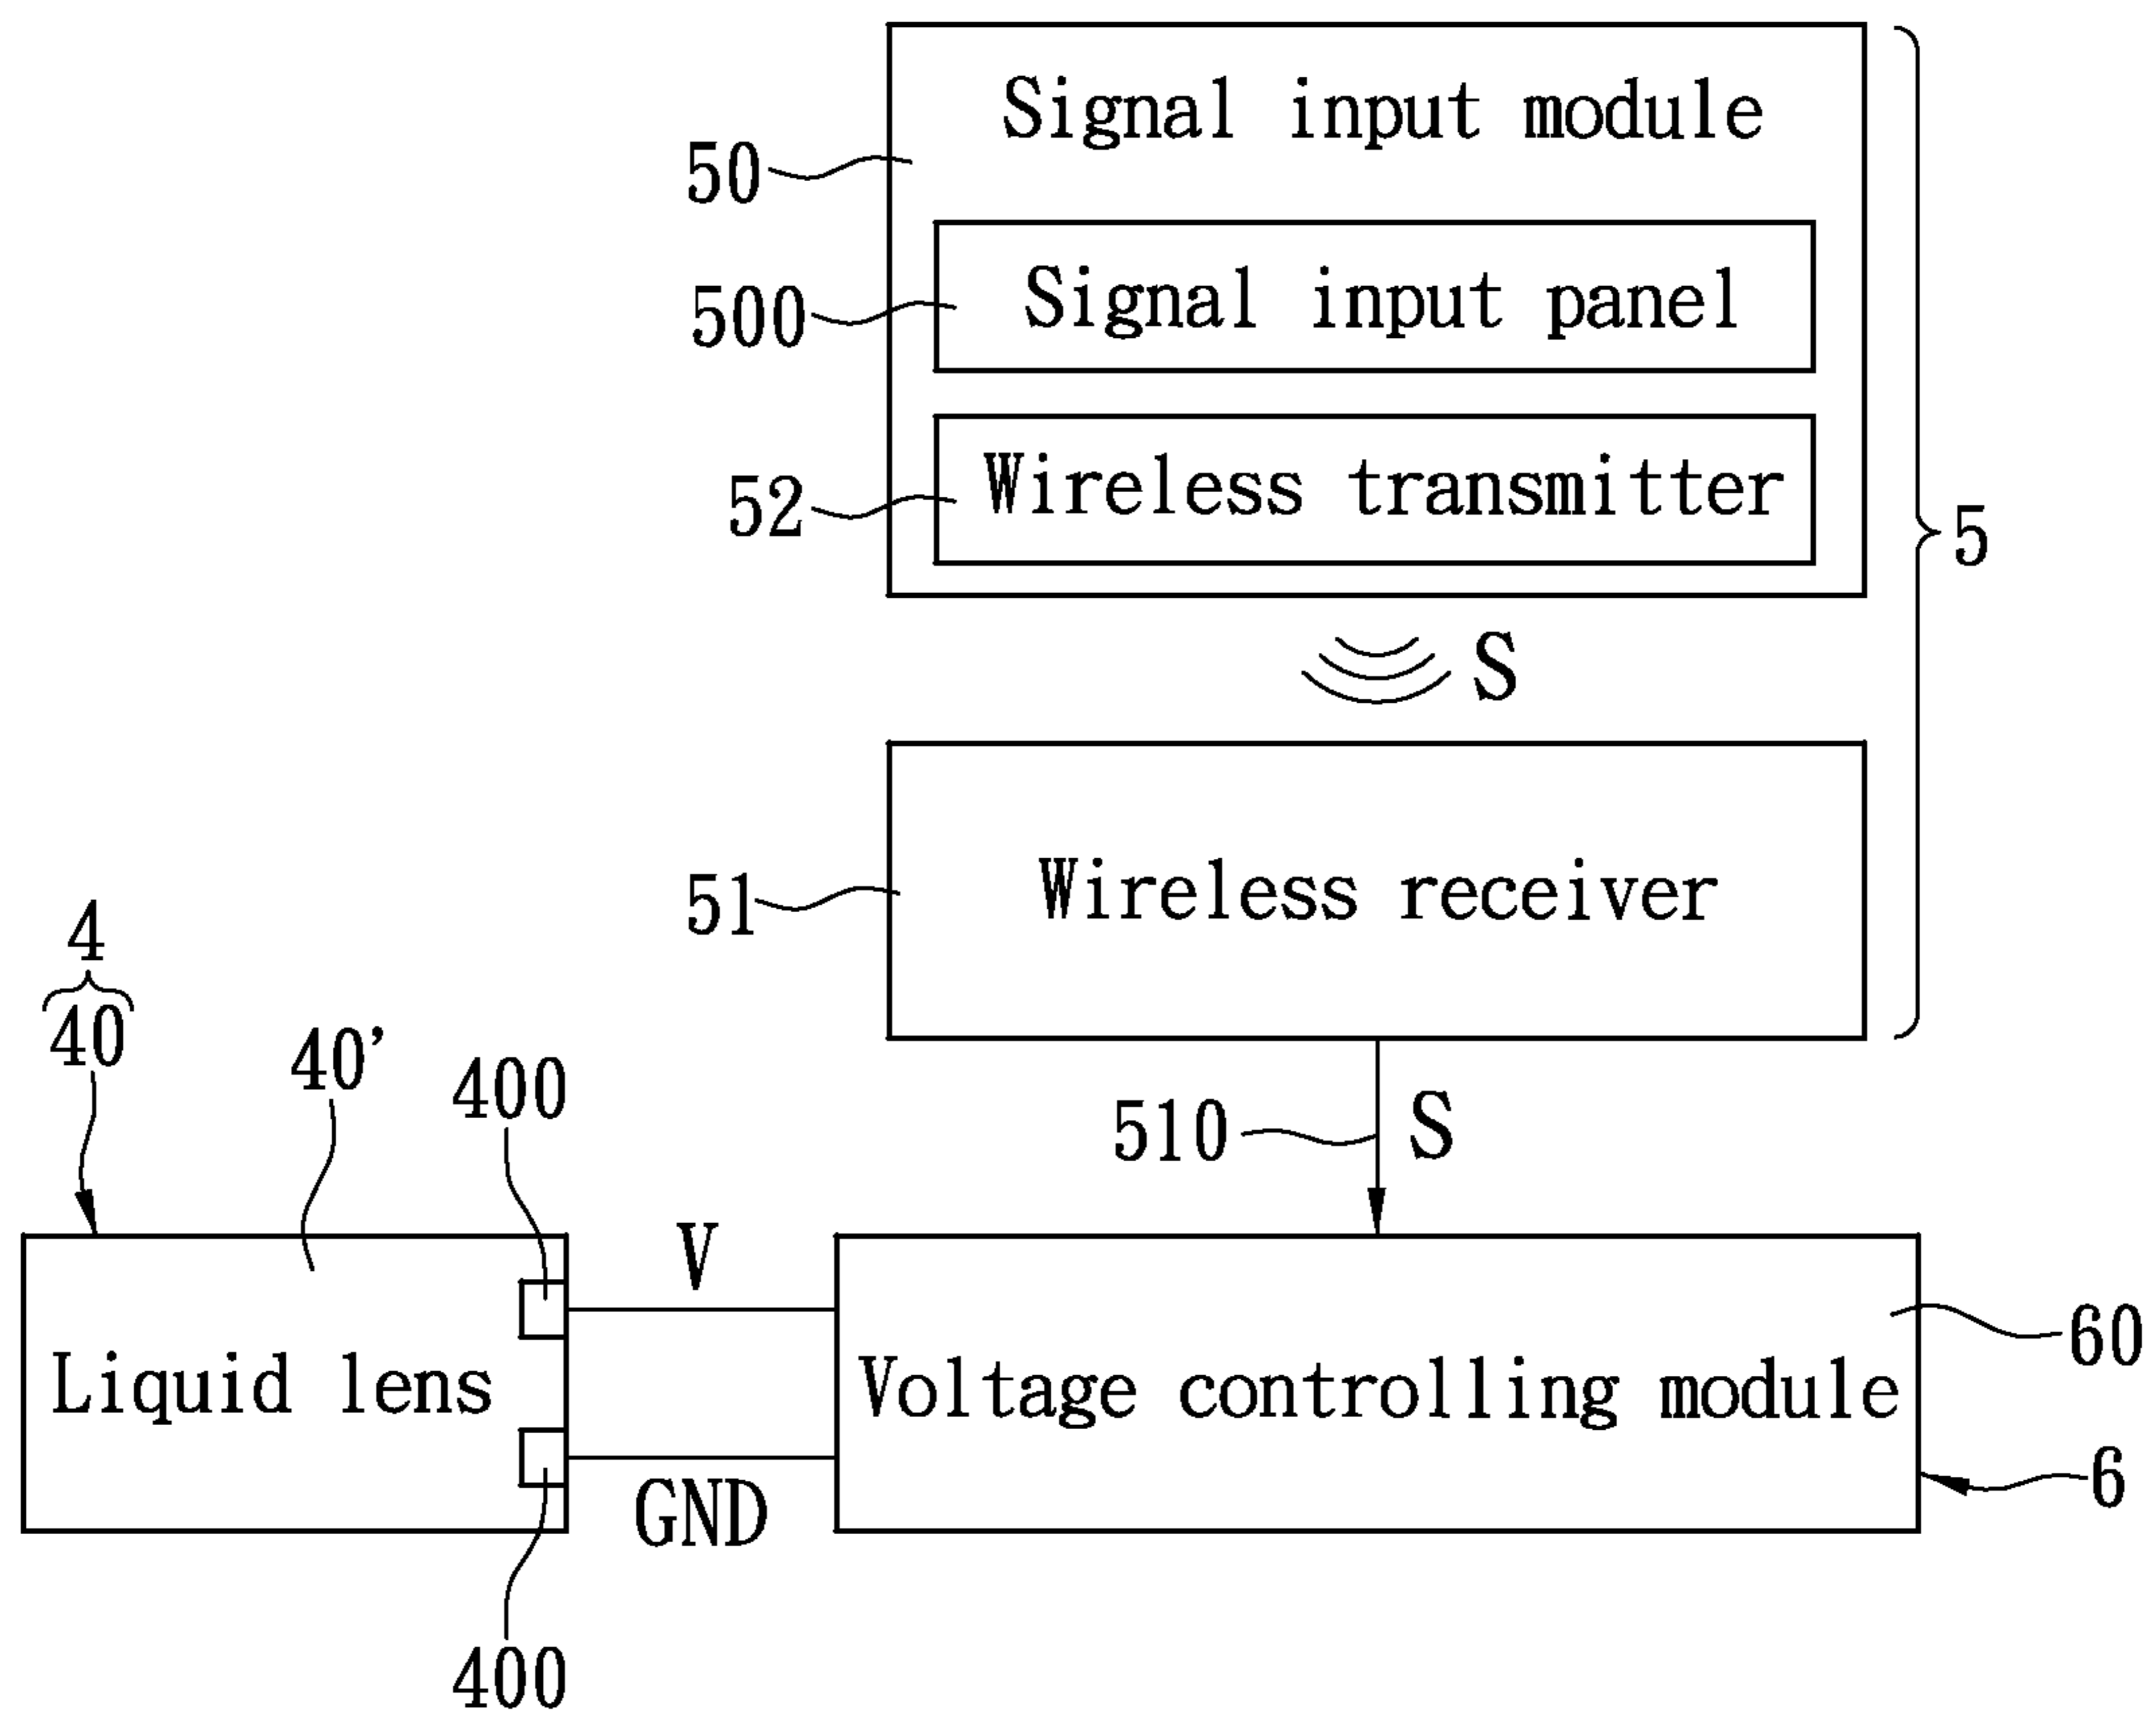 Signal input module
50
Signal input panel
500
Wireless transmitter
52
5
S
Wireless receiver
51
4
40
40'
400
510
S
V
60
Liquid lens
Voltage controlling module
6
GND
400